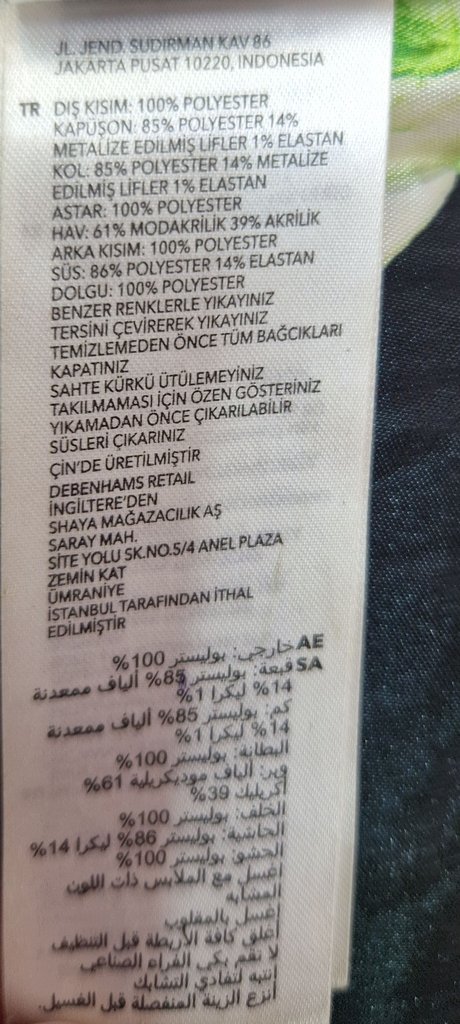 JL. JEND. SUDIRMAN KAV 86
JAKARTA PUSAT 10220, INDONESIA
TR DIŞ KISIM: 100% POLYESTER
KAPÜŞON: 85% POLYESTER 14%
METALİZE EDİLMİŞ LİFLER 1% ELASTAN
KOL: 85% POLYESTER 14% METALİZE
EDİLMİŞ LİFLER 1% ELASTAN
ASTAR: 100% POLYESTER
HAV: 61% MODAKRİLİK 39% AKRİLİK
ARKA KISIM: 100% POLYESTER
SÜS: 86% POLYESTER 14% ELASTAN
DOLGU: 100% POLYESTER
BENZER RENKLERLE YIKAYINIZ
TERSİNİ ÇEVİREREK YIKAYINIZ
TEMİZLEMEDEN ÖNCE TÜM BAĞCIKLARI
KAPATINIZ
SAHTE KÜRKÜ ÜTÜLEMEYİNİZ
TAKILMAMASI İÇİN ÖZEN GÖSTERİNİZ
YIKAMADAN ÖNCE ÇIKARILABİLİR
SÜSLERİ ÇIKARINIZ
ÇİN'DE ÜRETİLMİŞTİR
DEBENHAMS RETAIL
İNGİLTERE'DEN
SHAYA MAĞAZACILIK AŞ
SARAY MAH.
SİTE YOLU SK.NO.5/4 ANEL PLAZA
ZEMİN KAT
ÜMRANİYE
İSTANBUL TARAFINDAN İTHAL
EDİLMİŞTİR
AE خارجي: بوليستر 100%
SA قبعة: بوليستر 85% ألياف ممعدنة
14% ليكرا 1%
كم: بوليستر 85% ألياف ممعدنة
14% ليكرا 1%
البطانة: بوليستر 100%
وبر: ألياف موديكريلية 61%
أكريليك 39%
الخلف: بوليستر 100%
الحاشية: بوليستر 86% ليكرا 14%
الحشو: بوليستر 100%
اغسل مع الملابس ذات اللون
المشابه
اغسل بالمقلوب
أغلق كافة الأربطة قبل التنظيف
لا تقم بكي الفراء الصناعي
انتبه لتفادي التشابك
انزع الزينة المنفصلة قبل الغسيل.